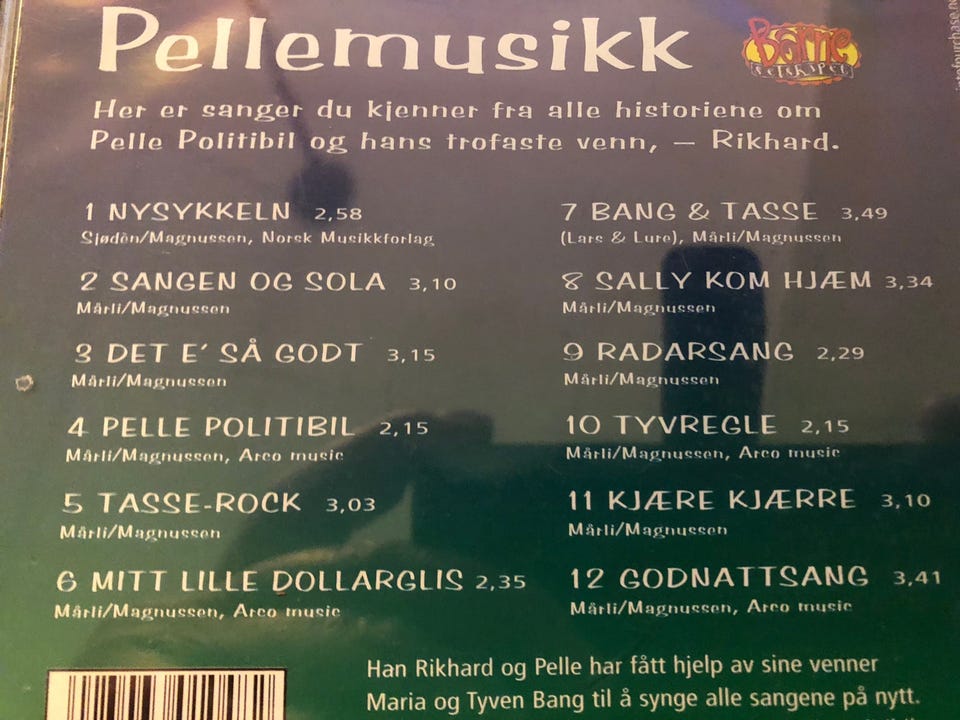 Pellemusikk
Barne
selskapet
Her er sanger du kjenner fra alle historiene om
Pelle Politibil og hans trofaste venn, – Rikhard.
1 NYSYKKELN 2,58
Sjødèn/Magnussen, Norsk Musikkforlag
2 SANGEN OG SOLA 3,10
Mårli/Magnussen
3 DET E' SÅ GODT 3,15
Mårli/Magnussen
4 PELLE POLITIBIL 2,15
Mårli/Magnussen, Arco music
5 TASSE-ROCK 3,03
Mårli/Magnussen
6 MITT LILLE DOLLARGLIS 2,35
Mårli/Magnussen, Arco music
7 BANG & TASSE 3,49
(Lars & Lure), Mårli/Magnussen
8 SALLY KOM HJÆM 3,34
Mårli/Magnussen
9 RADARSANG 2,29
Mårli/Magnussen
10 TYVREGLE 2,15
Mårli/Magnussen, Arco music
11 KJÆRE KJÆRRE 3,10
Mårli/Magnussen
12 GODNATTSANG 3,41
Mårli/Magnussen, Arco music
Han Rikhard og Pelle har fått hjelp av sine venner
Maria og Tyven Bang til å synge alle sangene på nytt.